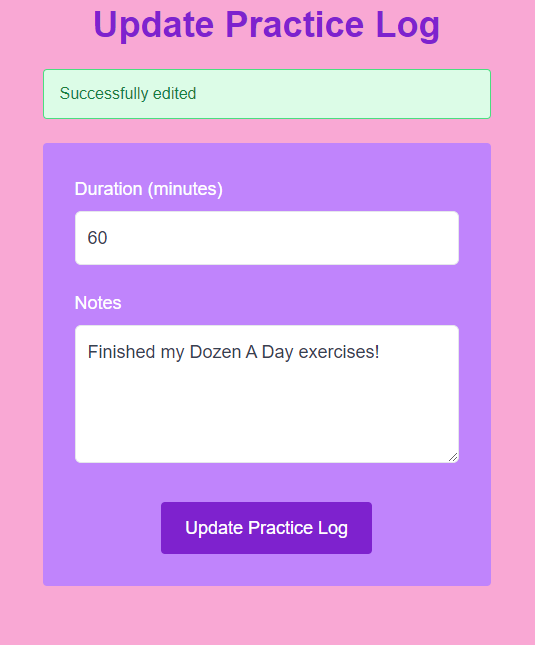 Update Practice Log
Successfully edited
Duration (minutes)
60
Notes
Finished my Dozen A Day exercises!
Update Practice Log